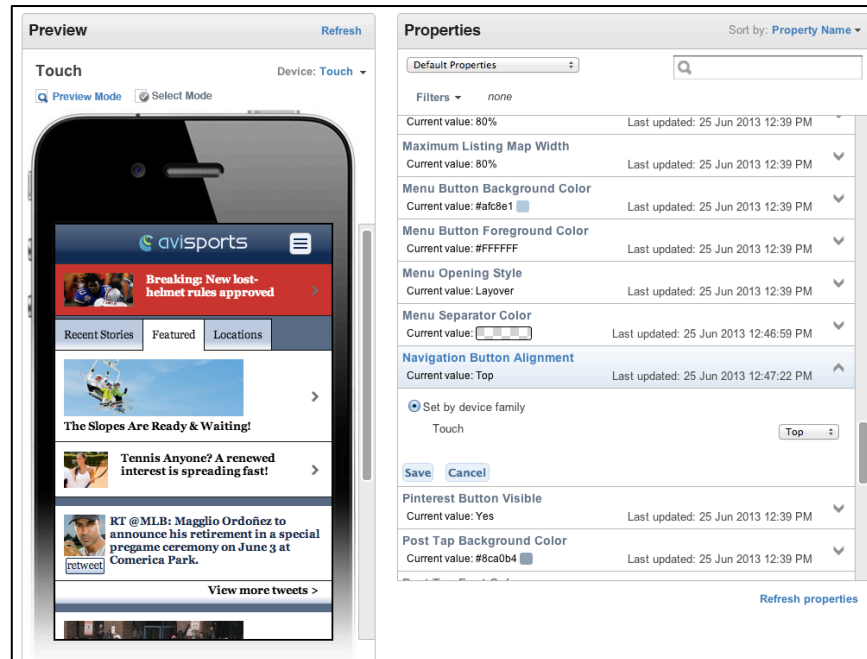 Preview
Refresh
Touch
Device: Touch
Preview Mode
Select Mode
avisports
Breaking: New lost-
helmet rules approved
Recent Stories
Featured
Locations
The Slopes Are Ready & Waiting!
Tennis Anyone? A renewed
interest is spreading fast!
RT @MLB: Magglio Ordoñez to
announce his retirement in a special
pregame ceremony on June 3 at
Comerica Park.
retweet
View more tweets >
Properties
Sort by: Property Name
Default Properties
Filters
none
Current value: 80%
Last updated: 25 Jun 2013 12:39 PM
Maximum Listing Map Width
Current value: 80%
Last updated: 25 Jun 2013 12:39 PM
Menu Button Background Color
Current value: #afc8e1
Last updated: 25 Jun 2013 12:39 PM
Menu Button Foreground Color
Current value: #FFFFFF
Last updated: 25 Jun 2013 12:39 PM
Menu Opening Style
Current value: Layover
Last updated: 25 Jun 2013 12:39 PM
Menu Separator Color
Current value:
Last updated: 25 Jun 2013 12:46:59 PM
Navigation Button Alignment
Current value: Top
Last updated: 25 Jun 2013 12:47:22 PM
Set by device family
Touch
Top
Save
Cancel
Pinterest Button Visible
Current value: Yes
Last updated: 25 Jun 2013 12:39 PM
Post Tap Background Color
Current value: #8ca0b4
Last updated: 25 Jun 2013 12:39 PM
Refresh properties